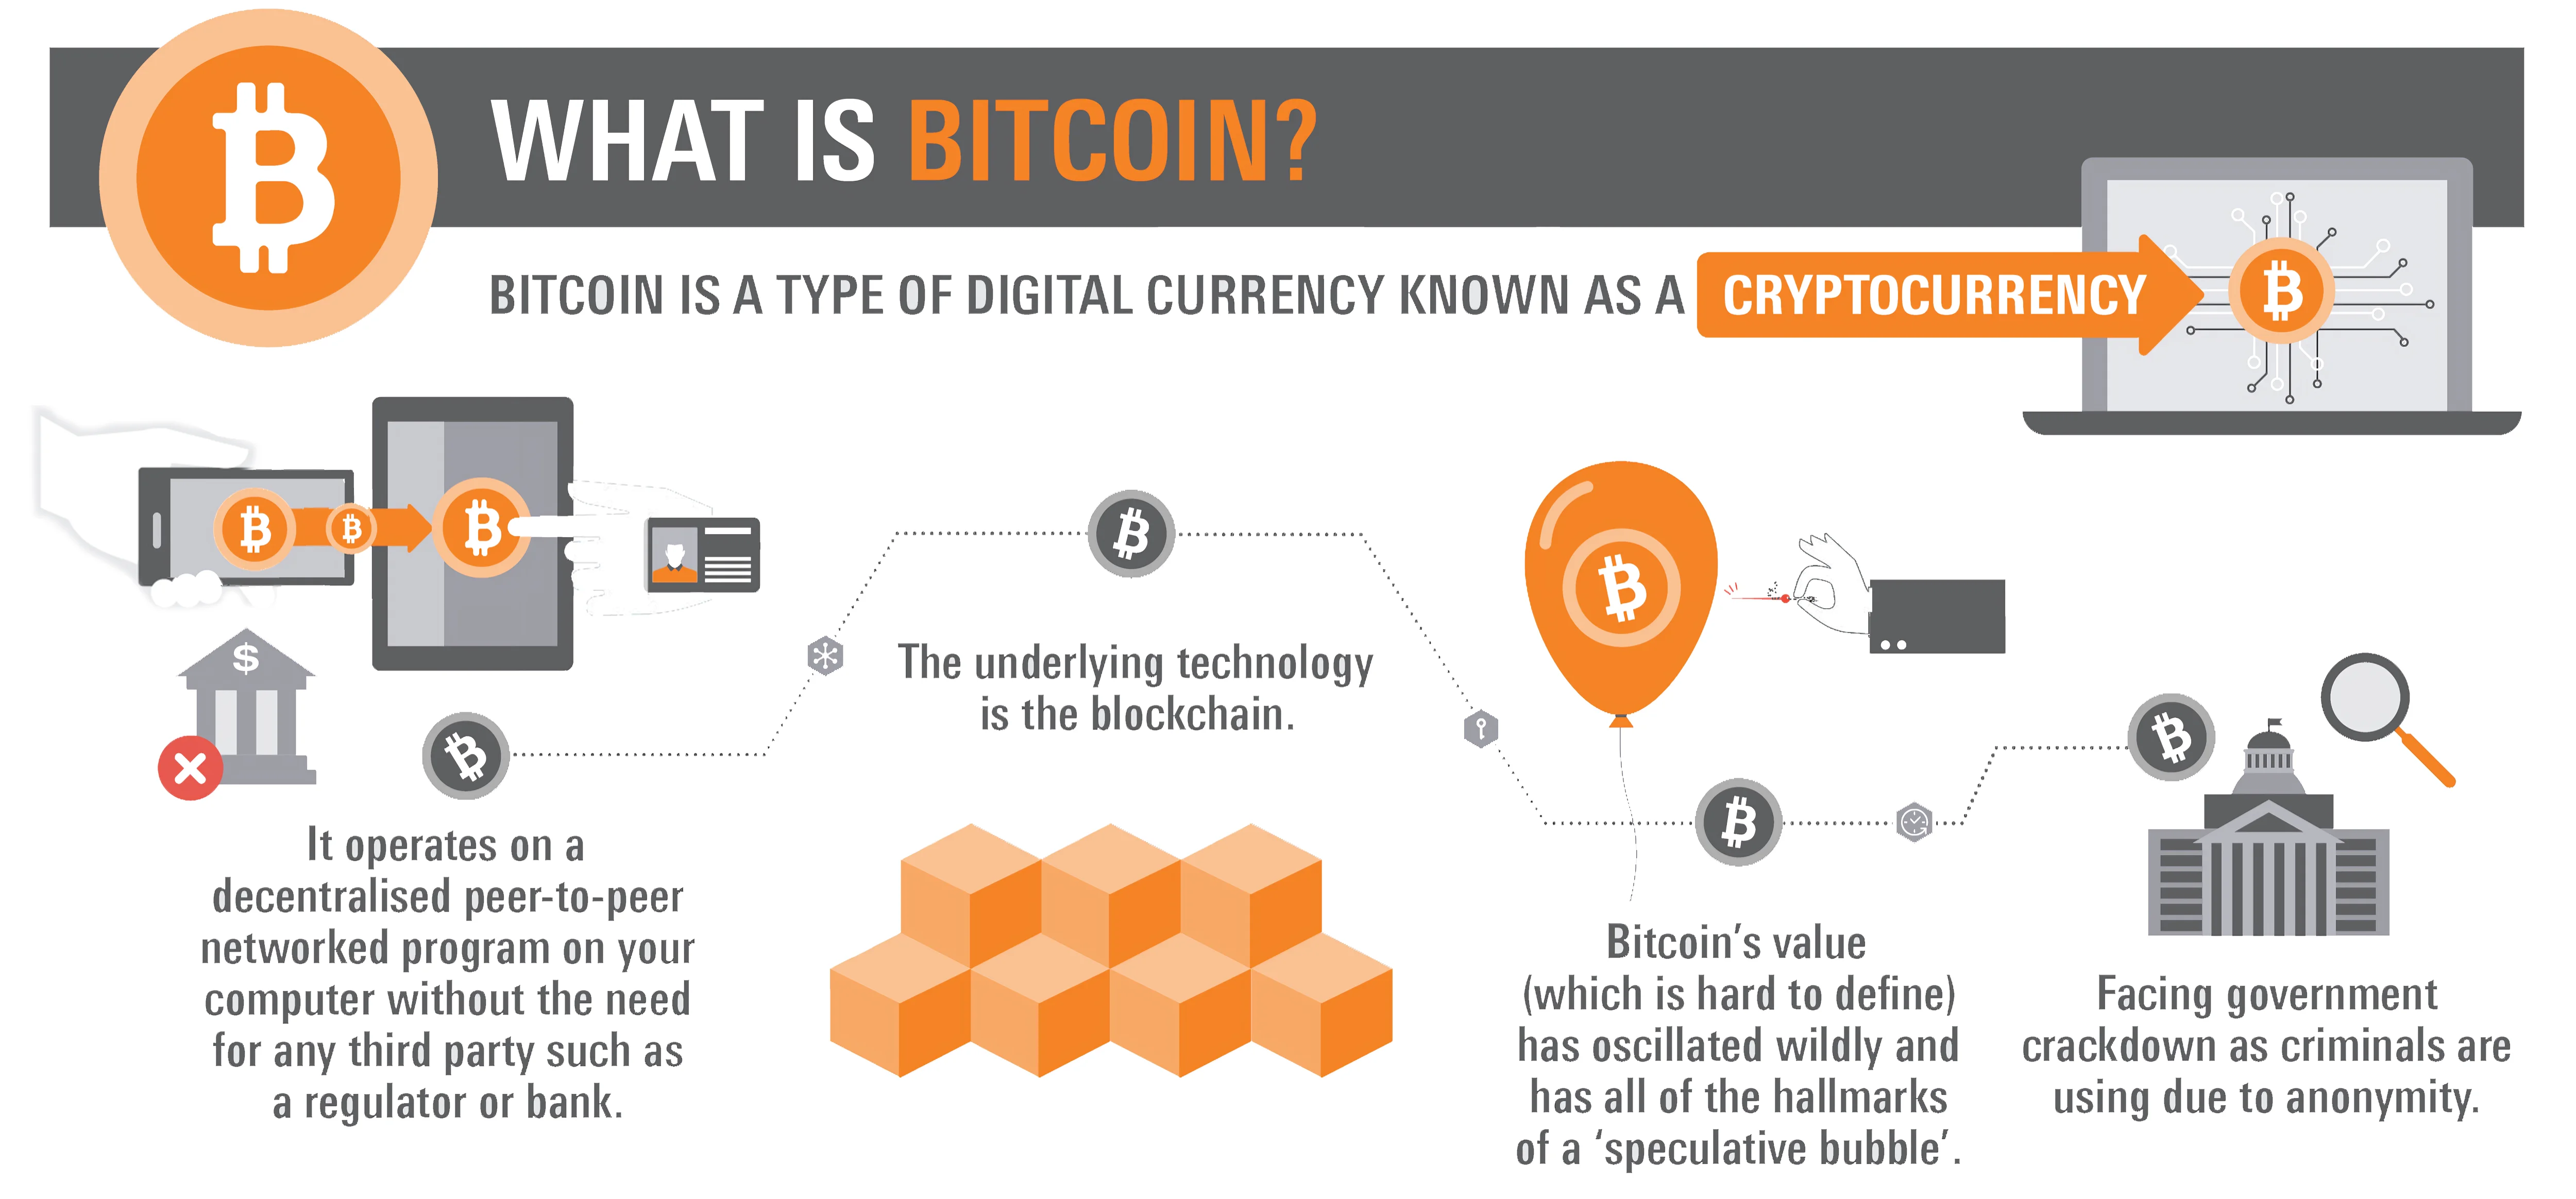 WHAT IS BITCOIN?
BITCOIN IS A TYPE OF DIGITAL CURRENCY KNOWN AS A CRYPTOCURRENCY
$
It operates on a
decentralised peer-to-peer
networked program on your
computer without the need
for any third party such as
a regulator or bank.
The underlying technology
is the blockchain.
Bitcoin’s value
(which is hard to define)
has oscillated wildly and
has all of the hallmarks
of a ‘speculative bubble’.
Facing government
crackdown as criminals are
using due to anonymity.